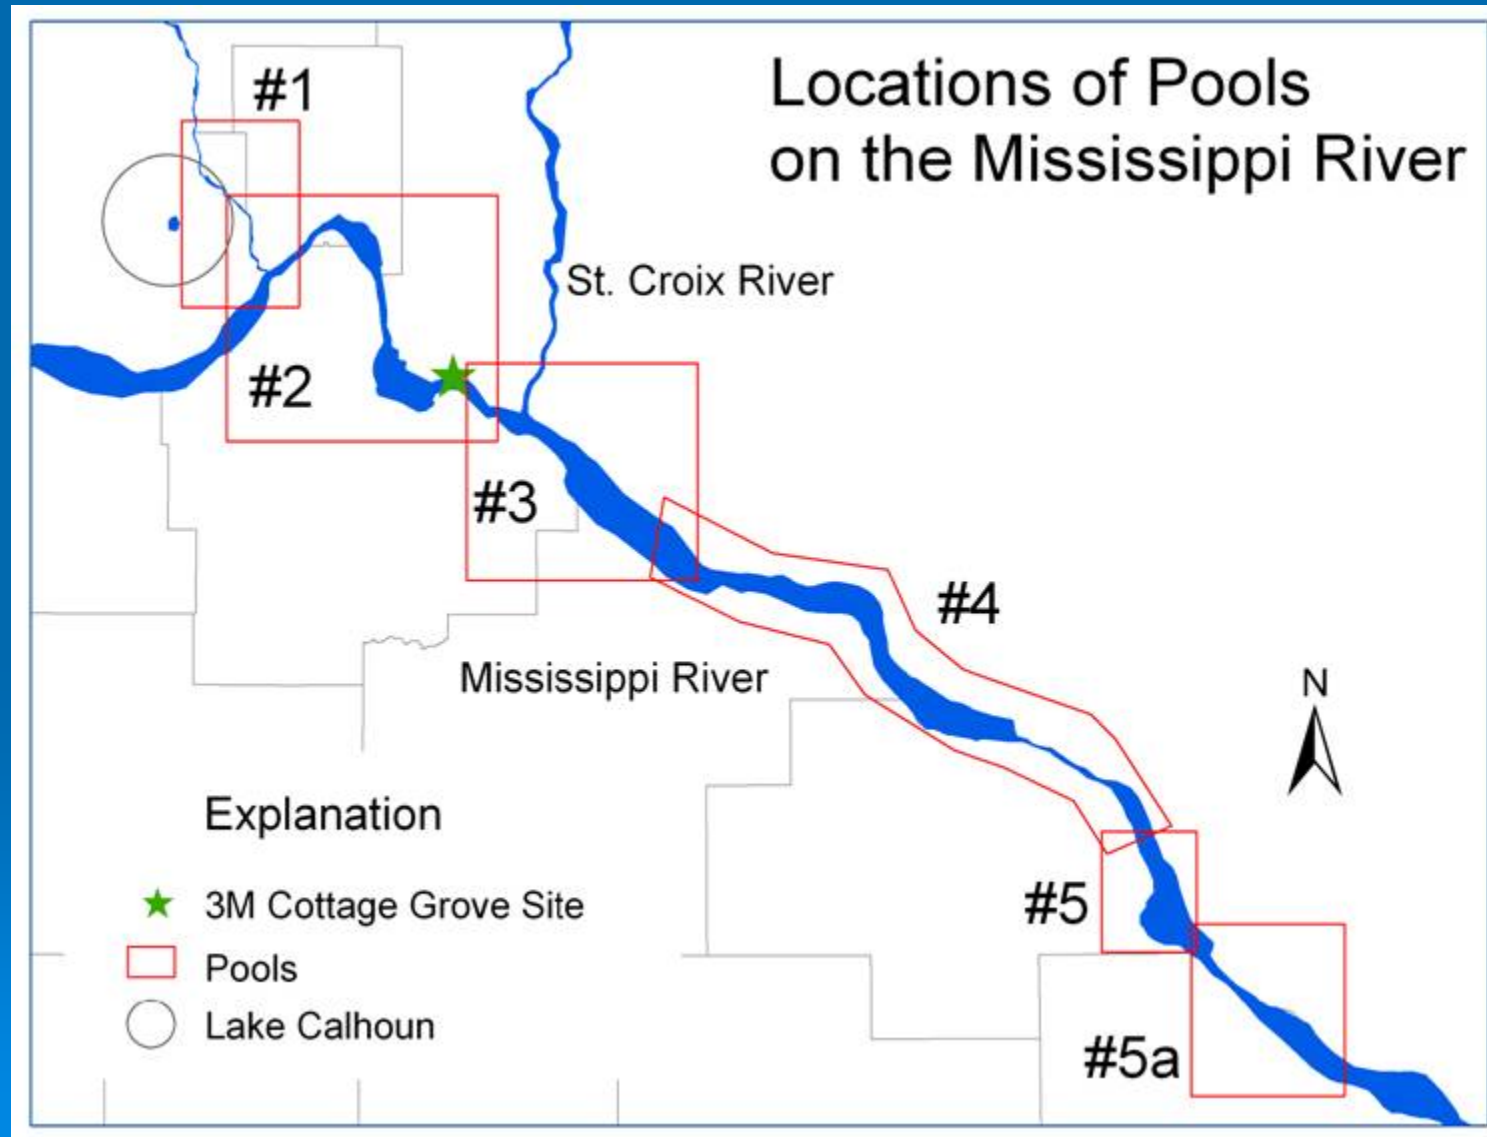 Locations of Pools
on the Mississippi River
#1
St. Croix River
#2
#3
#4
Mississippi River
N
Explanation
3M Cottage Grove Site
#5
Pools
Lake Calhoun
#5a